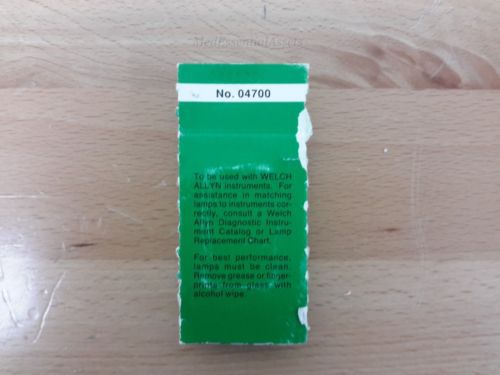 MedEssentialAssets
No. 04700
To be used with WELCH
ALLYN instruments. For
assistance in matching
lamps to instruments cor-
rectly, consult a Welch
Allyn Diagnostic Instru-
ment Catalog or Lamp
Replacement Chart.
For best performance,
lamps must be clean.
Remove grease or finger-
prints from glass with
alcohol wipe.